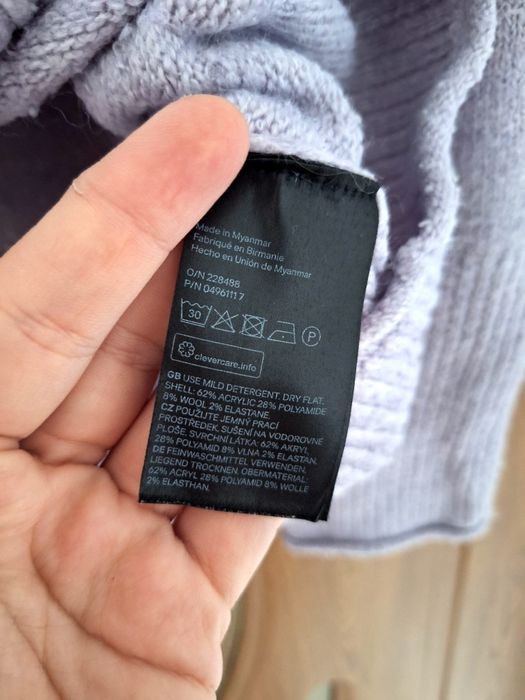 Made in Myanmar
Fabriqué en Birmanie
Hecho en Unión de Myanmar
O/N 228488
P/N 04961117
30
P
clevercare.info
GB USE MILD DETERGENT. DRY FLAT.
SHELL: 62% ACRYLIC 28% POLYAMIDE
8% WOOL 2% ELASTANE.
CZ POUŽIJTE JEMNÝ PRACÍ
PROSTŘEDEK. SUŠENÍ NA VODOROVNÉ
PLOŠE. SVRCHNÍ LÁTKA: 62% AKRYL
28% POLYAMID 8% VLNA 2% ELASTAN.
DE FEINWASCHMITTEL VERWENDEN.
LIEGEND TROCKNEN. OBERMATERIAL:
62% ACRYL 28% POLYAMID 8% WOLLE
2% ELASTHAN.